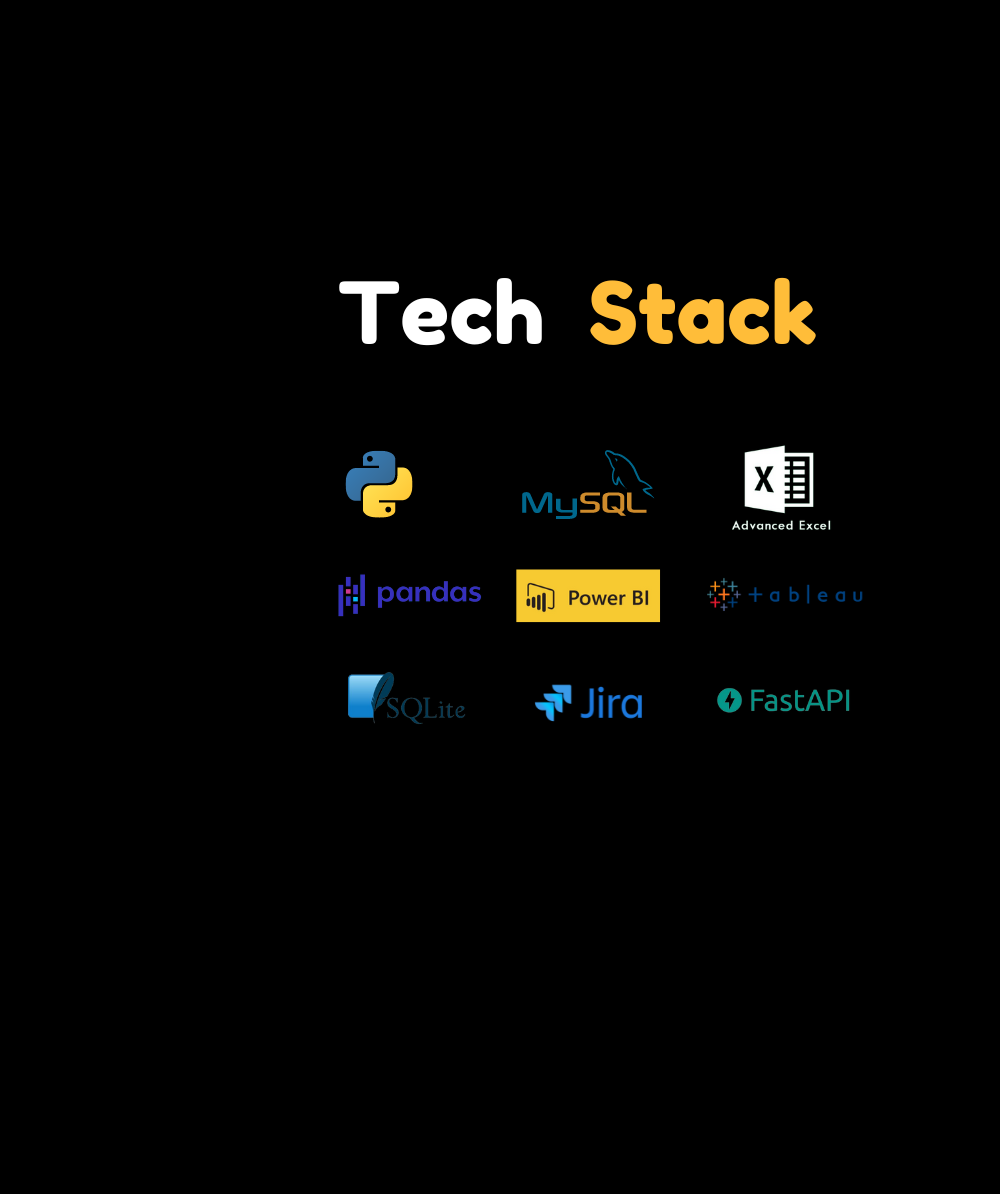 Tech Stack
MySQL
X
Advanced Excel
pandas
Power BI
tableau
SQLite
Jira
FastAPI